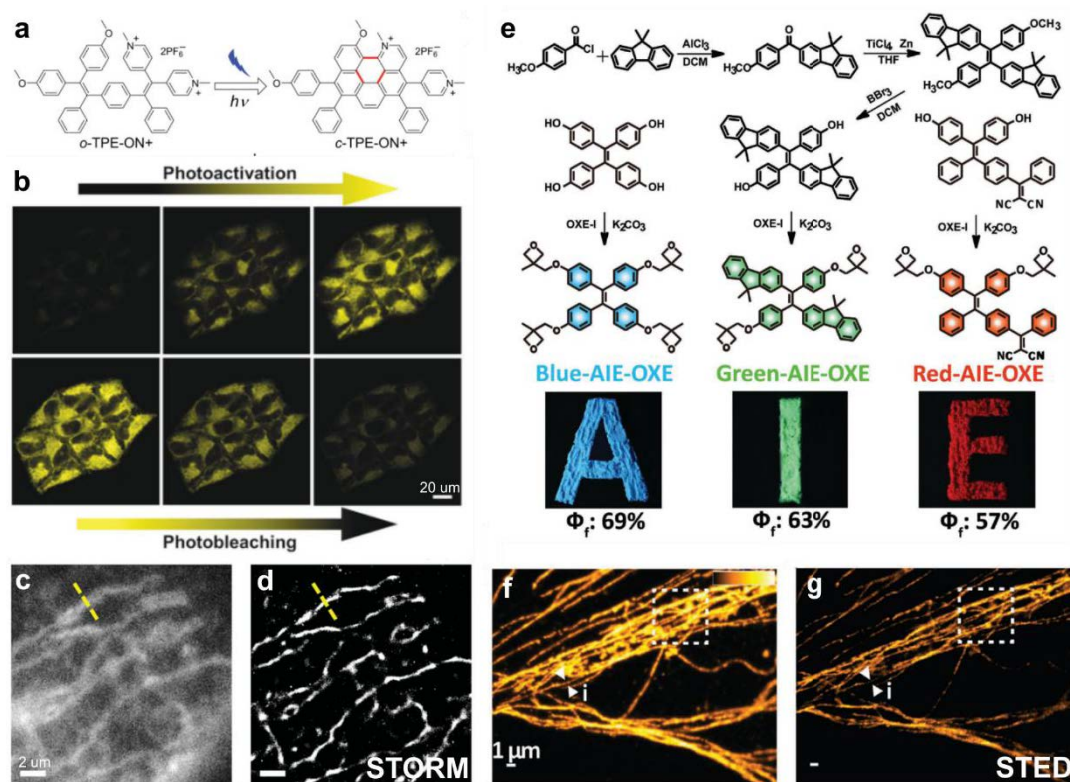 a
2PF₆⁻
hν
2PF₆⁻
o-TPE-ON+
c-TPE-ON+
b
Photoactivation
20 um
Photobleaching
c
2 um
d
STORM
e
Cl
AlCl₃
DCM
TiCl₄ Zn
THF
H₃CO
H₃CO
OCH₃
H₃CO
BBr₃
DCM
HO
OH
HO
OH
OH
HO
HO
OH
NC
CN
OXE-I
K₂CO₃
OXE-I
K₂CO₃
OXE-I
K₂CO₃
NC
CN
Blue-AIE-OXE
Green-AIE-OXE
Red-AIE-OXE
A
I
E
Φf: 69%
Φf: 63%
Φf: 57%
f
i
1 µm
g
i
STED